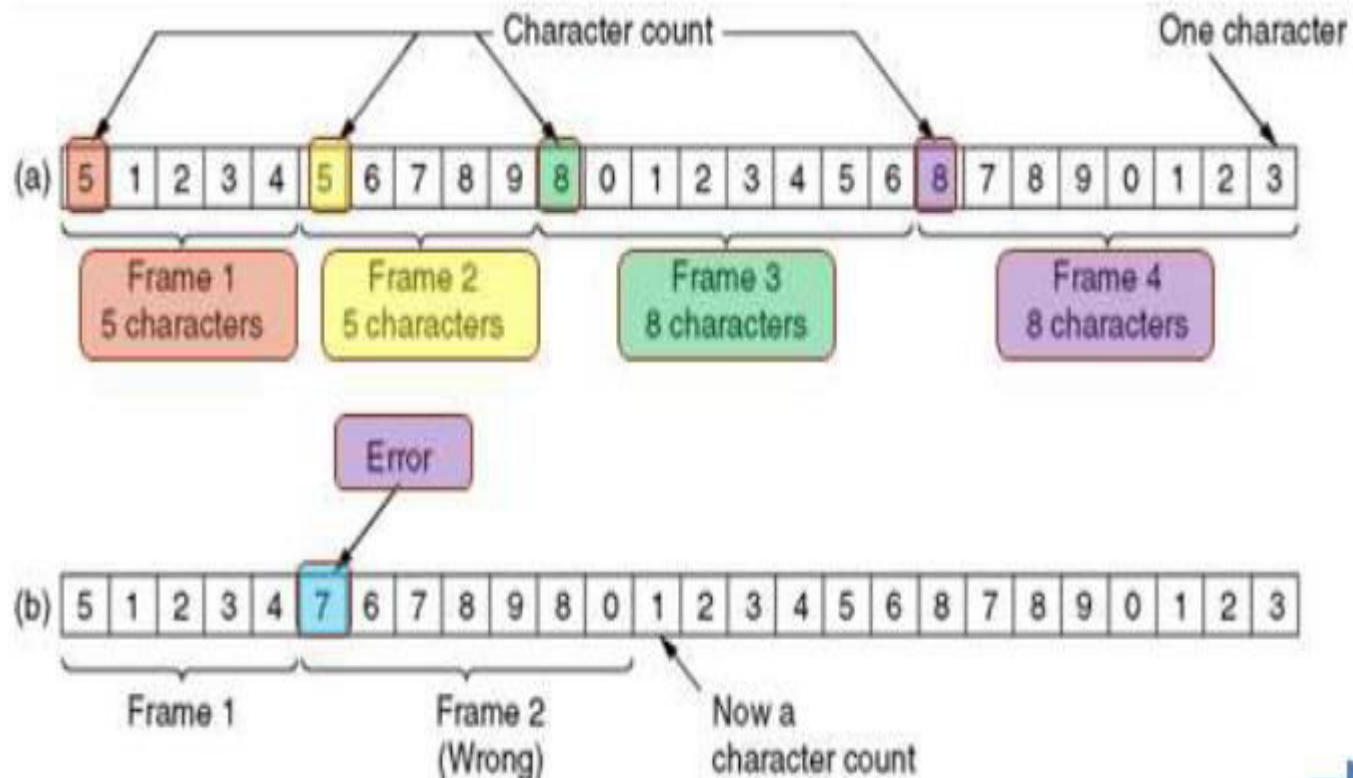 Character count
One character
(a) 5 1 2 3 4 5 6 7 8 9 8 0 1 2 3 4 5 6 8 7 8 9 0 1 2 3
Frame 1
5 characters
Frame 2
5 characters
Frame 3
8 characters
Frame 4
8 characters
Error
(b) 5 1 2 3 4 7 6 7 8 9 8 0 1 2 3 4 5 6 8 7 8 9 0 1 2 3
Frame 1
Frame 2
(Wrong)
Now a
character count